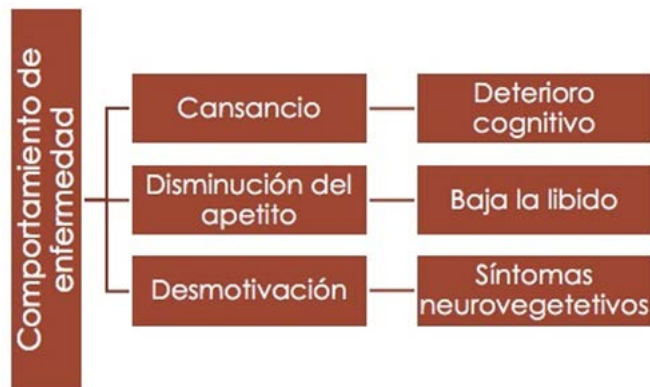 Comportamiento de
enfermedad
Cansancio
Deterioro
cognitivo
Disminución del
apetito
Baja la libido
Desmotivación
Síntomas
neurovegetetivos